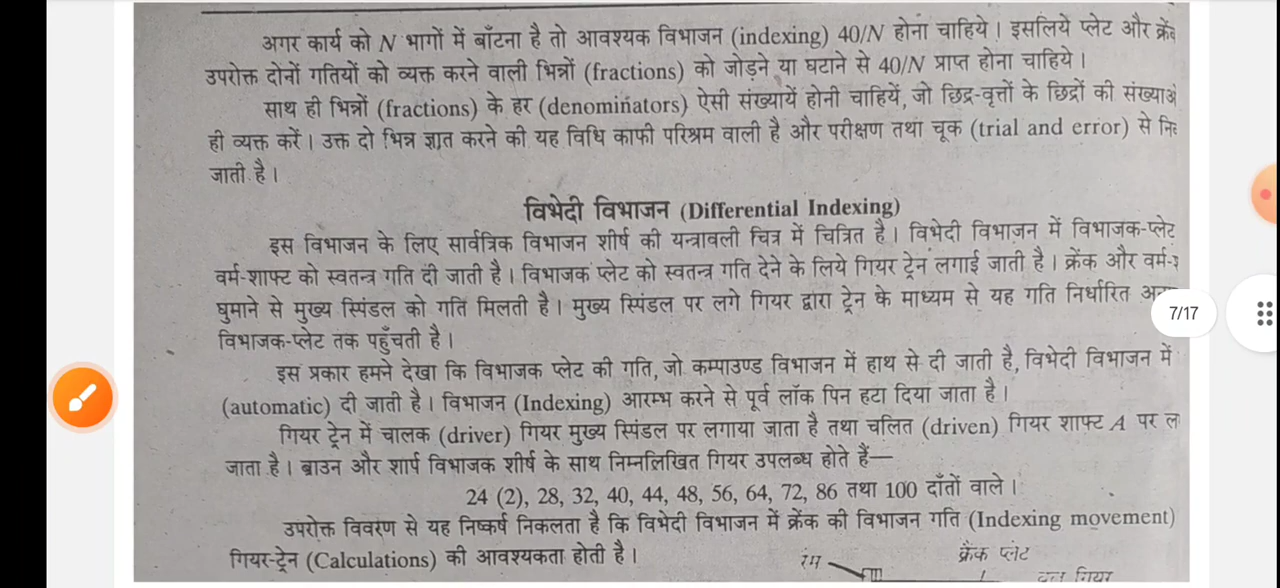 अगर कार्य को N भागों में बाँटना है तो आवश्यक विभाजन (indexing) 40/N होना चाहिये। इसलियें प्लेट और
उपरोक्त दोनों गतियों को व्यक्त करने वाली भिन्नों (fractions) को जोड़ने या घटाने से 40/N प्राप्त होना चाहिये।
साथ ही भिन्नों (fractions) के हर (denominators) ऐसी संख्यायें होनी चाहियें, जो छिद्र-वृत्तों के छिद्रों की
ही व्यक्त करें। उक्त दो भिन्न ज्ञात करने की यह विधि काफी परिश्रम वाली है और परीक्षण तथा चूक (trial and error) से
जाती है।
विभेदी विभाजन (Differential Indexing)
इस विभाजन के लिए सार्वत्रिक विभाजन शीर्ष की यन्त्रावली चित्र में चित्रित है। विभेदी विभाजन में विभाजक-प्लेट
वर्म-शाफ्ट को स्वतन्त्र गति दी जाती है। विभाजक प्लेट को स्वतन्त्र गति देने के लिये गियर ट्रेन लगाई जाती है। क्रेंक और वर्म-
घुमाने से मुख्य स्पिंडल को गति मिलती है। मुख्य स्पिंडल पर लगे गियर द्वारा ट्रेन के माध्यम से यह गति निर्धारित
7/17
विभाजक-प्लेट तक पहुँचती है।
इस प्रकार हमने देखा कि विभाजक प्लेट की गति, जो कम्पाउण्ड विभाजन में हाथ से दी जाती है, विभेदी विभाजन में
(automatic) दी जाती है। विभाजन (Indexing) आरम्भ करने से पूर्व लॉक पिन हटा दिया जाता है।
गियर ट्रेन में चालक (driver) गियर मुख्य स्पिंडल पर लगाया जाता है तथा चलित (driven) गियर शाफ्ट A पर ल
जाता है। ब्राउन और शार्प विभाजक शीर्ष के साथ निम्नलिखित गियर उपलब्ध होते हैं—
24 (2), 28, 32, 40, 44, 48, 56, 64, 72, 86 तथा 100 दाँतों वाले।
उपरोक्त विवरण से यह निष्कर्ष निकलता है कि विभेदी विभाजन में क्रेंक की विभाजन गति (Indexing movement)
गियर-ट्रेन (Calculations) की आवश्यकता होती है।
क्रैंक प्लेट
गियर